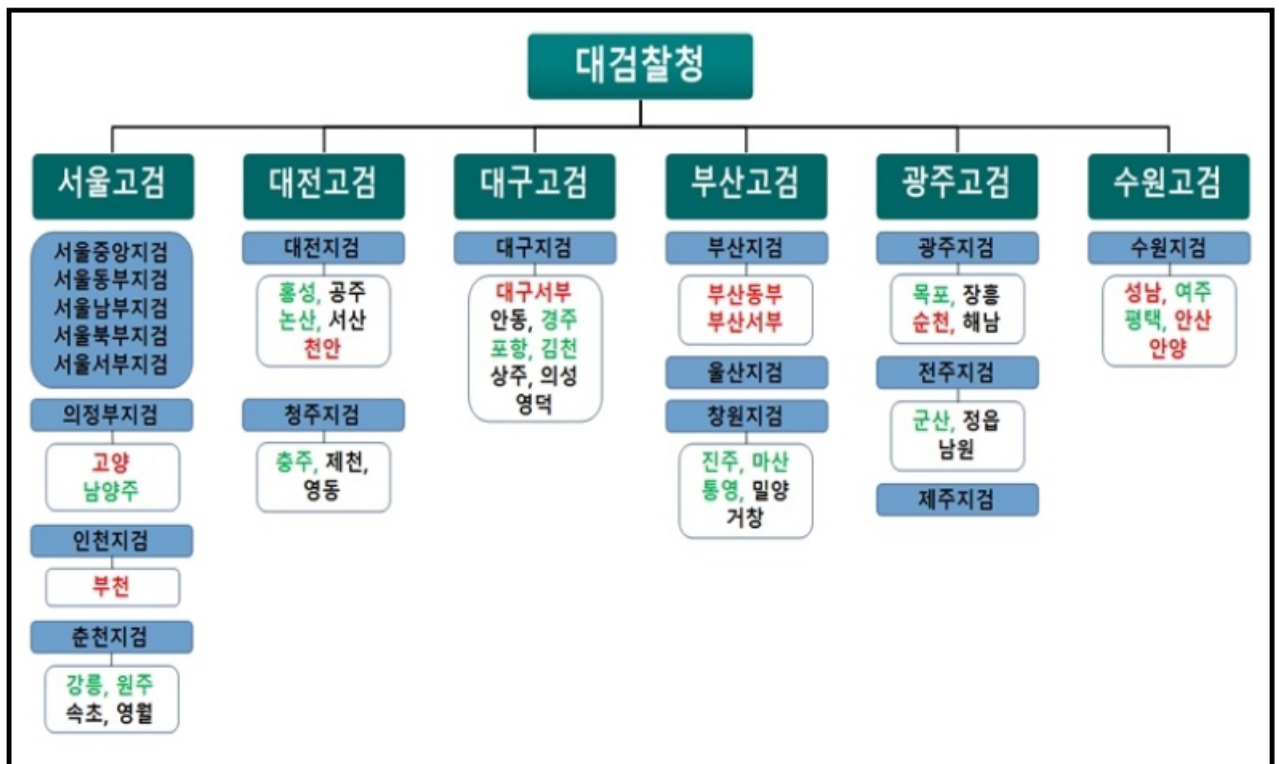 대검찰청
서울고검
서울중앙지검
서울동부지검
서울남부지검
서울북부지검
서울서부지검
의정부지검
고양
남양주
인천지검
부천
춘천지검
강릉, 원주
속초, 영월
대전고검
대전지검
홍성, 공주
논산, 서산
천안
청주지검
충주, 제천,
영동
대구고검
대구지검
대구서부
안동, 경주
포항, 김천
상주, 의성
영덕
부산고검
부산지검
부산동부
부산서부
울산지검
창원지검
진주, 마산
통영, 밀양
거창
광주고검
광주지검
목포, 장흥
순천, 해남
전주지검
군산, 정읍
남원
제주지검
수원고검
수원지검
성남, 여주
평택, 안산
안양